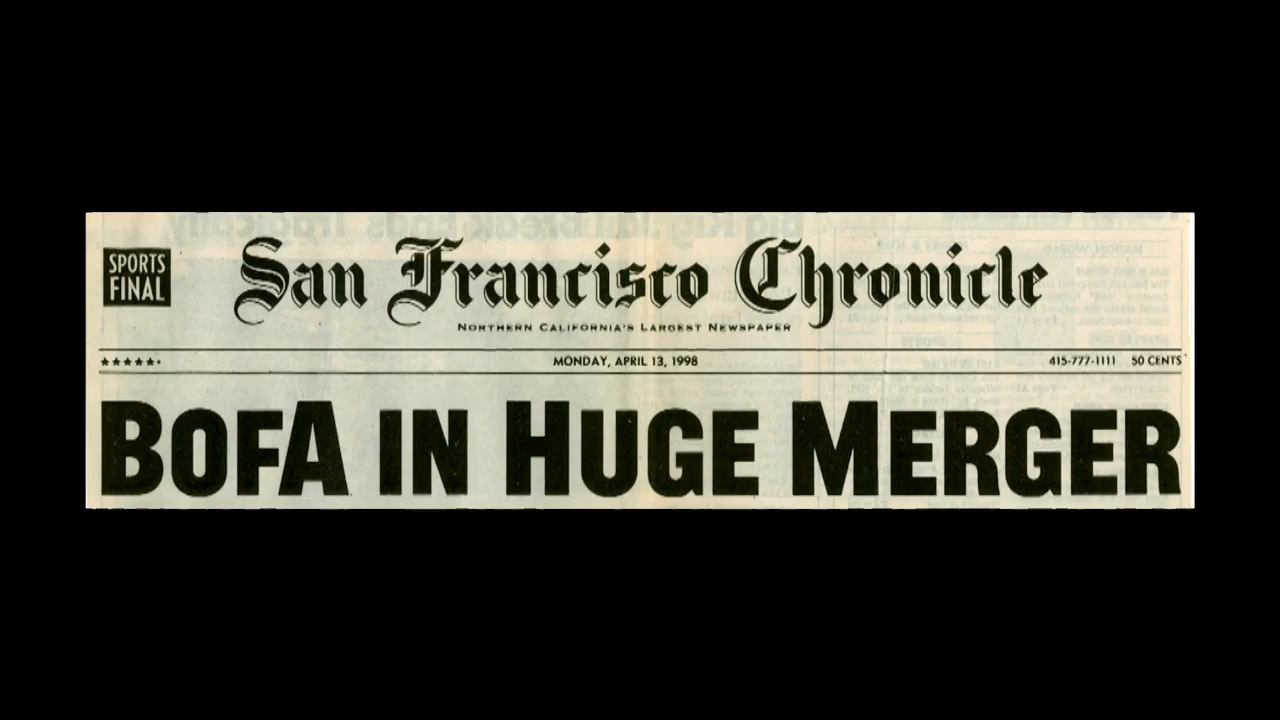 SPORTS
FINAL
San Francisco Chronicle
NORTHERN CALIFORNIA'S LARGEST NEWSPAPER
★★★★★• MONDAY, APRIL 13, 1998 415-777-1111 50 CENTS
BOFA IN HUGE MERGER